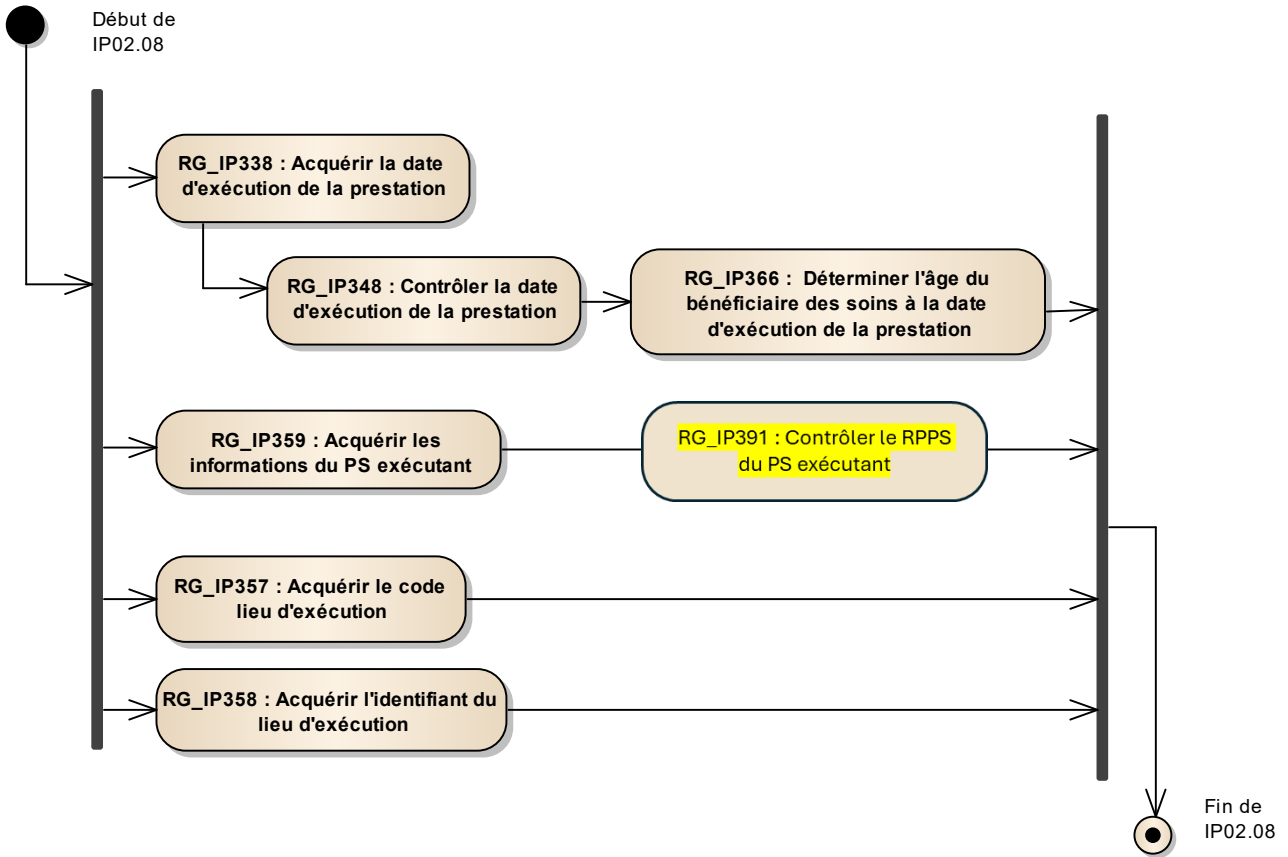 Début de
IP02.08
RG_IP338 : Acquérir la date
d'exécution de la prestation
RG_IP348 : Contrôler la date
d'exécution de la prestation
RG_IP366 :  Déterminer l'âge du
bénéficiaire des soins à la date
d'exécution de la prestation
RG_IP359 : Acquérir les
informations du PS exécutant
RG_IP391 : Contrôler le RPPS
du PS exécutant
RG_IP357 : Acquérir le code
lieu d'exécution
RG_IP358 : Acquérir l'identifiant du
lieu d'exécution
Fin de
IP02.08